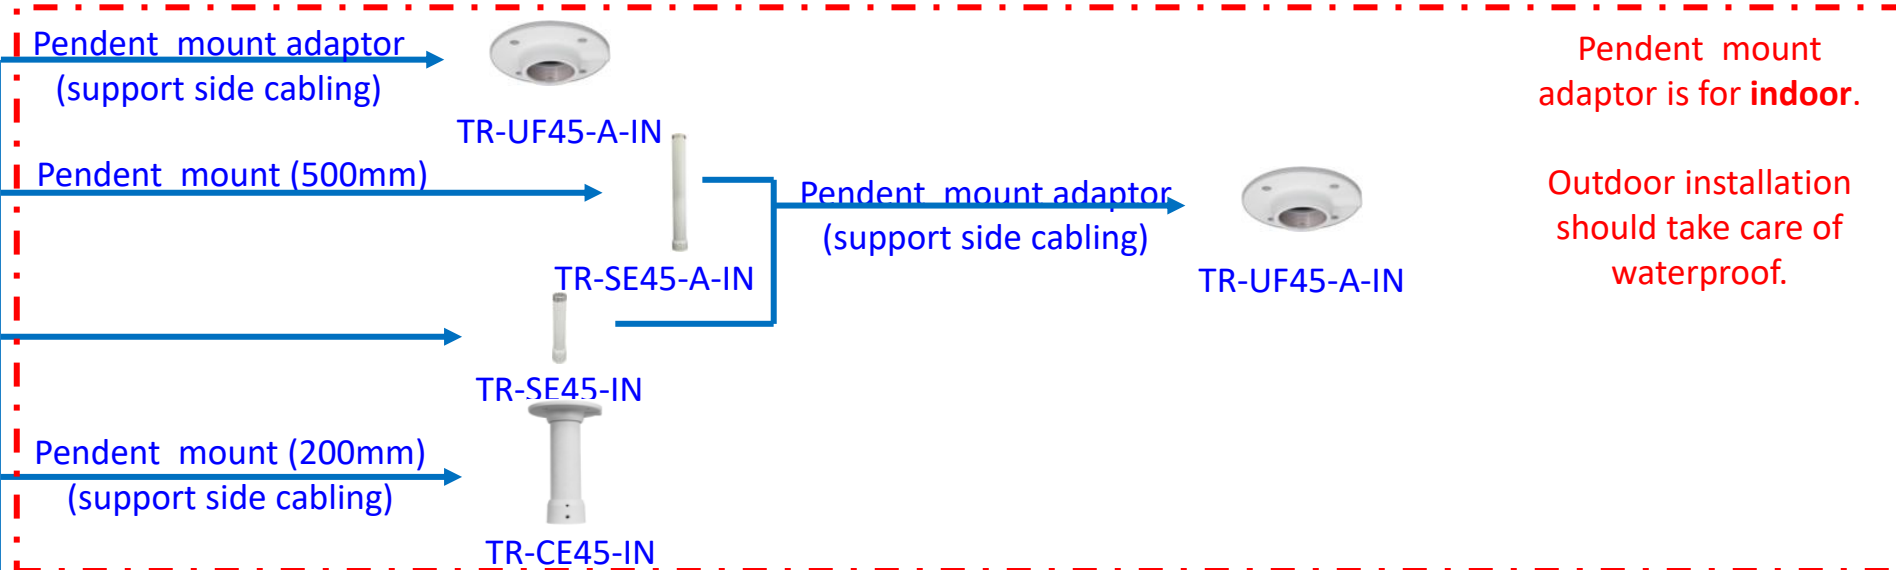 Pendent mount adaptor
(support side cabling)
TR-UF45-A-IN
Pendent mount (500mm)
TR-SE45-A-IN
Pendent mount adaptor
(support side cabling)
TR-UF45-A-IN
TR-SE45-IN
Pendent mount (200mm)
(support side cabling)
TR-CE45-IN
Pendent mount
adaptor is for indoor.
Outdoor installation
should take care of
waterproof.